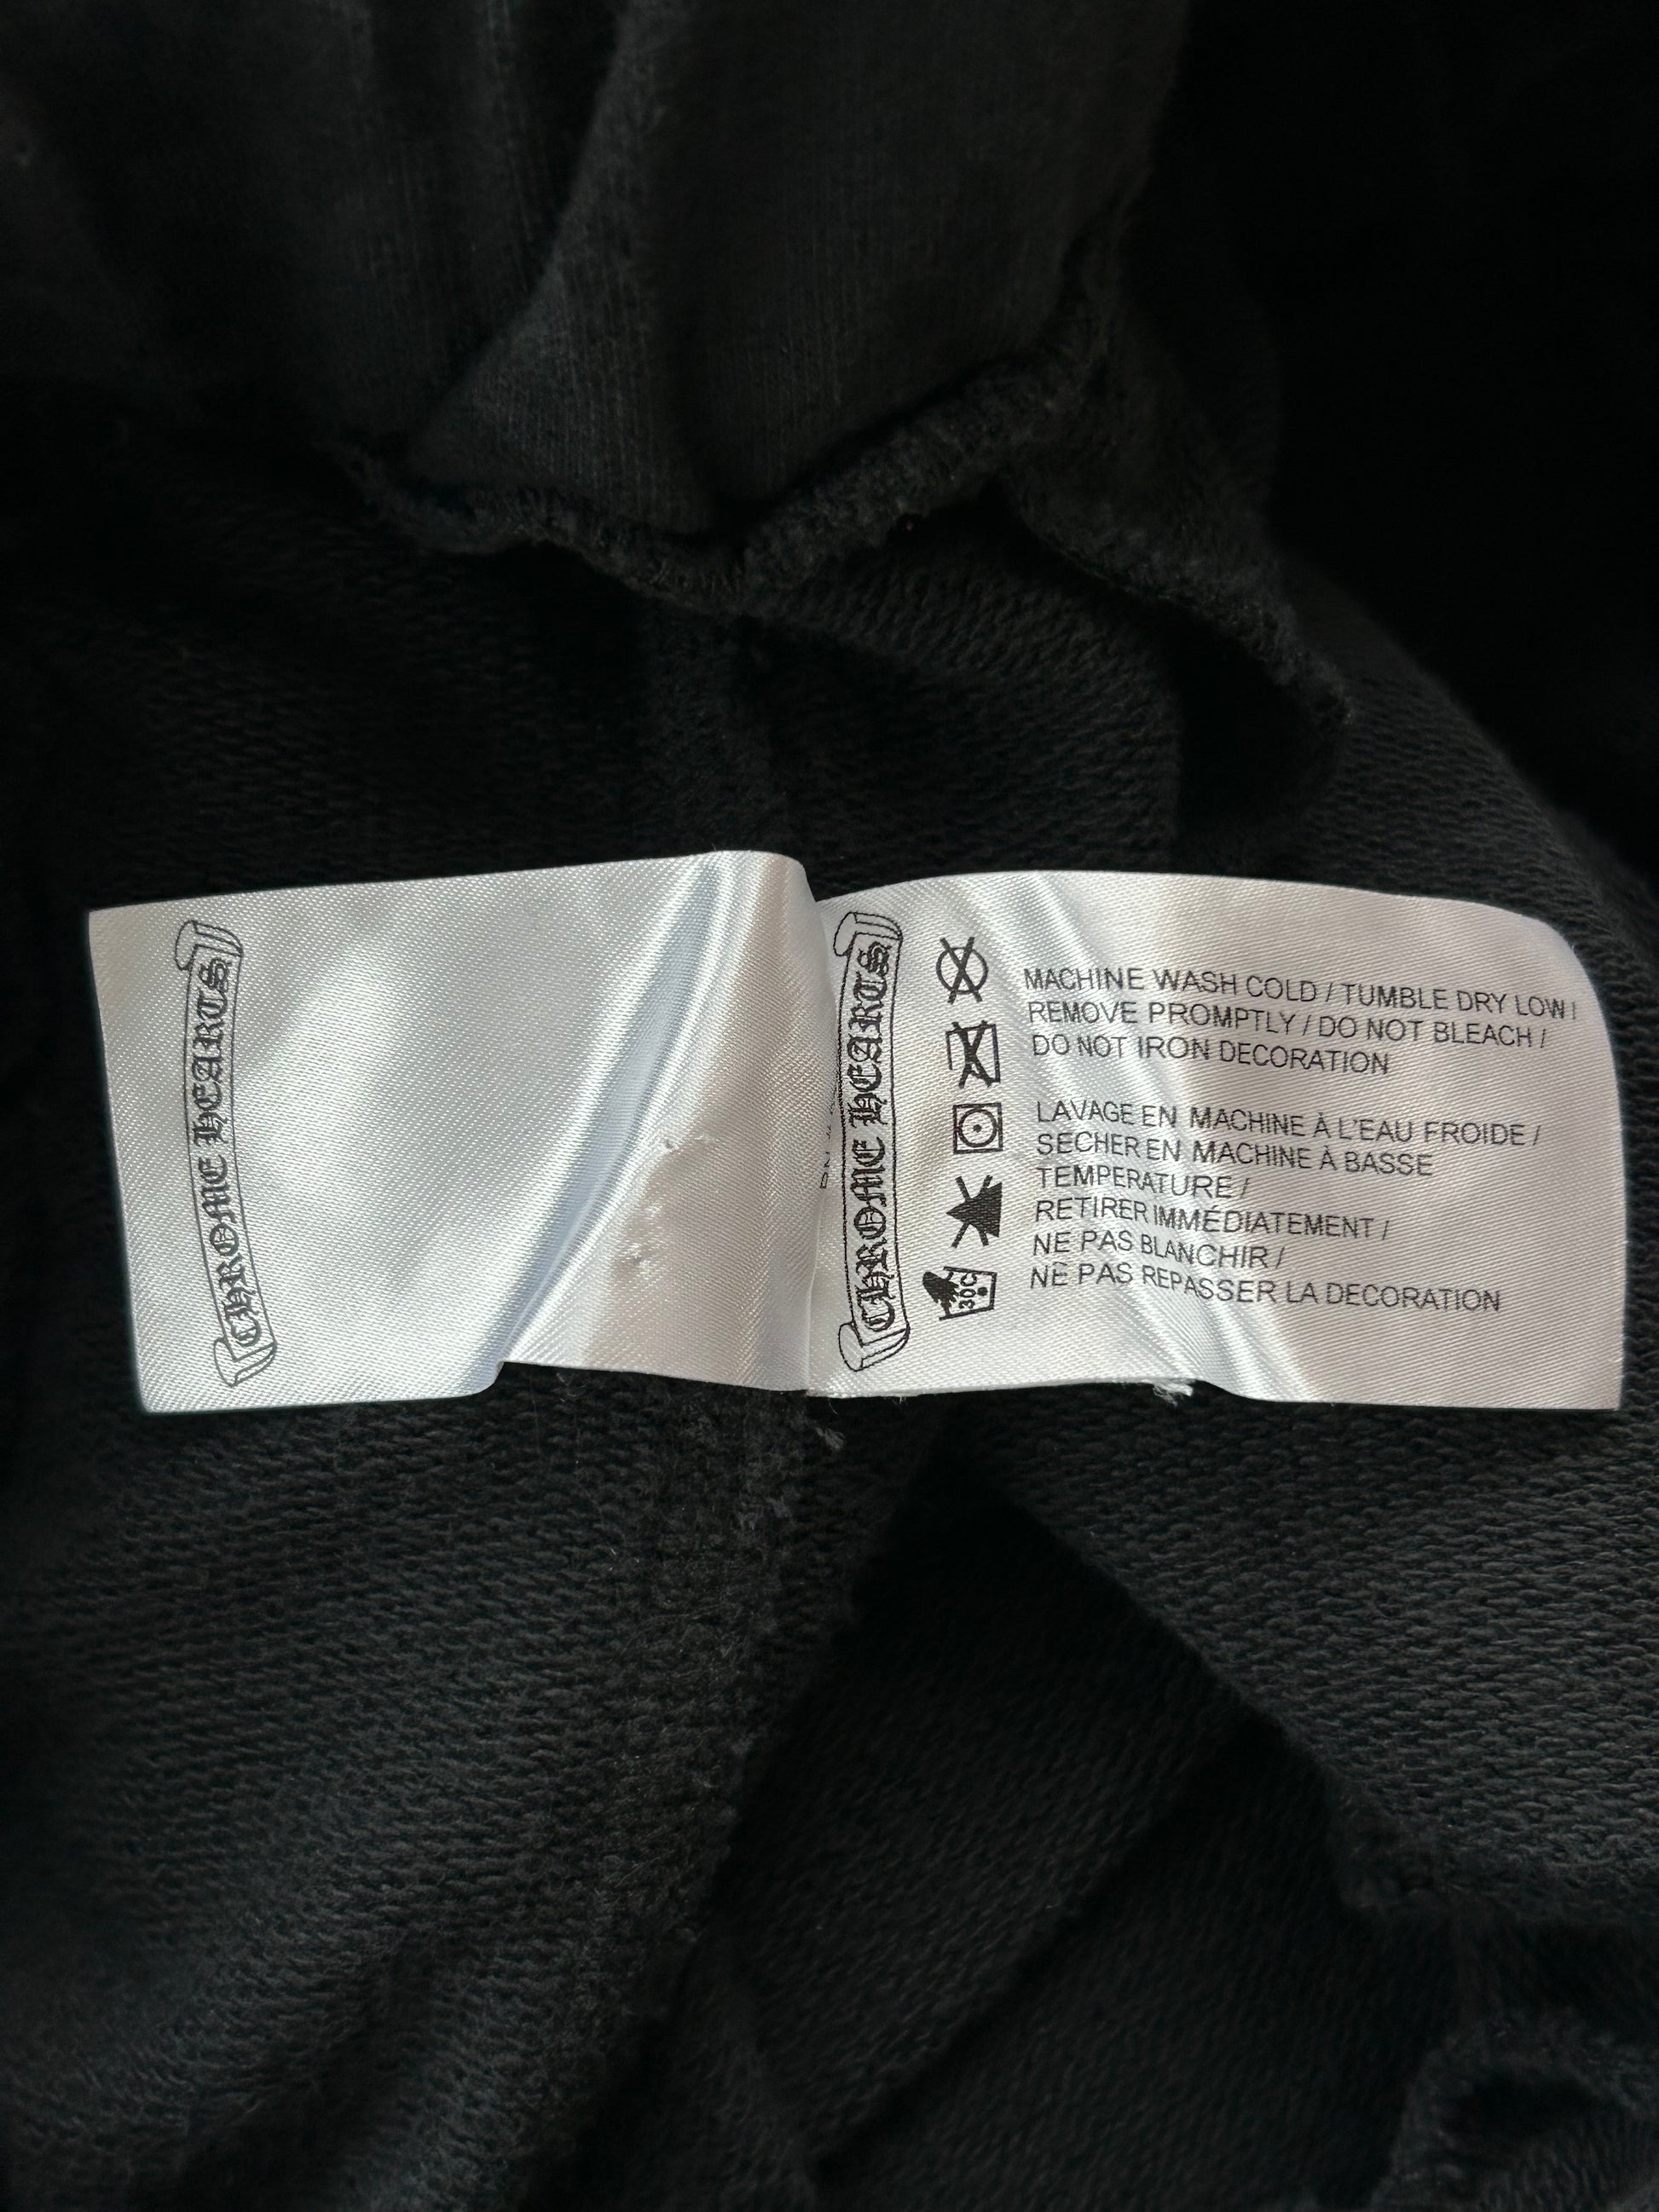 CHROME HEARTS
CHROME HEARTS
MACHINE WASH COLD / TUMBLE DRY LOW /
REMOVE PROMPTLY / DO NOT BLEACH /
DO NOT IRON DECORATION
LAVAGE EN MACHINE À L'EAU FROIDE /
SECHER EN MACHINE À BASSE
TEMPERATURE /
RETIRER IMMÉDIATEMENT /
NE PAS BLANCHIR /
NE PAS REPASSER LA DECORATION
30C